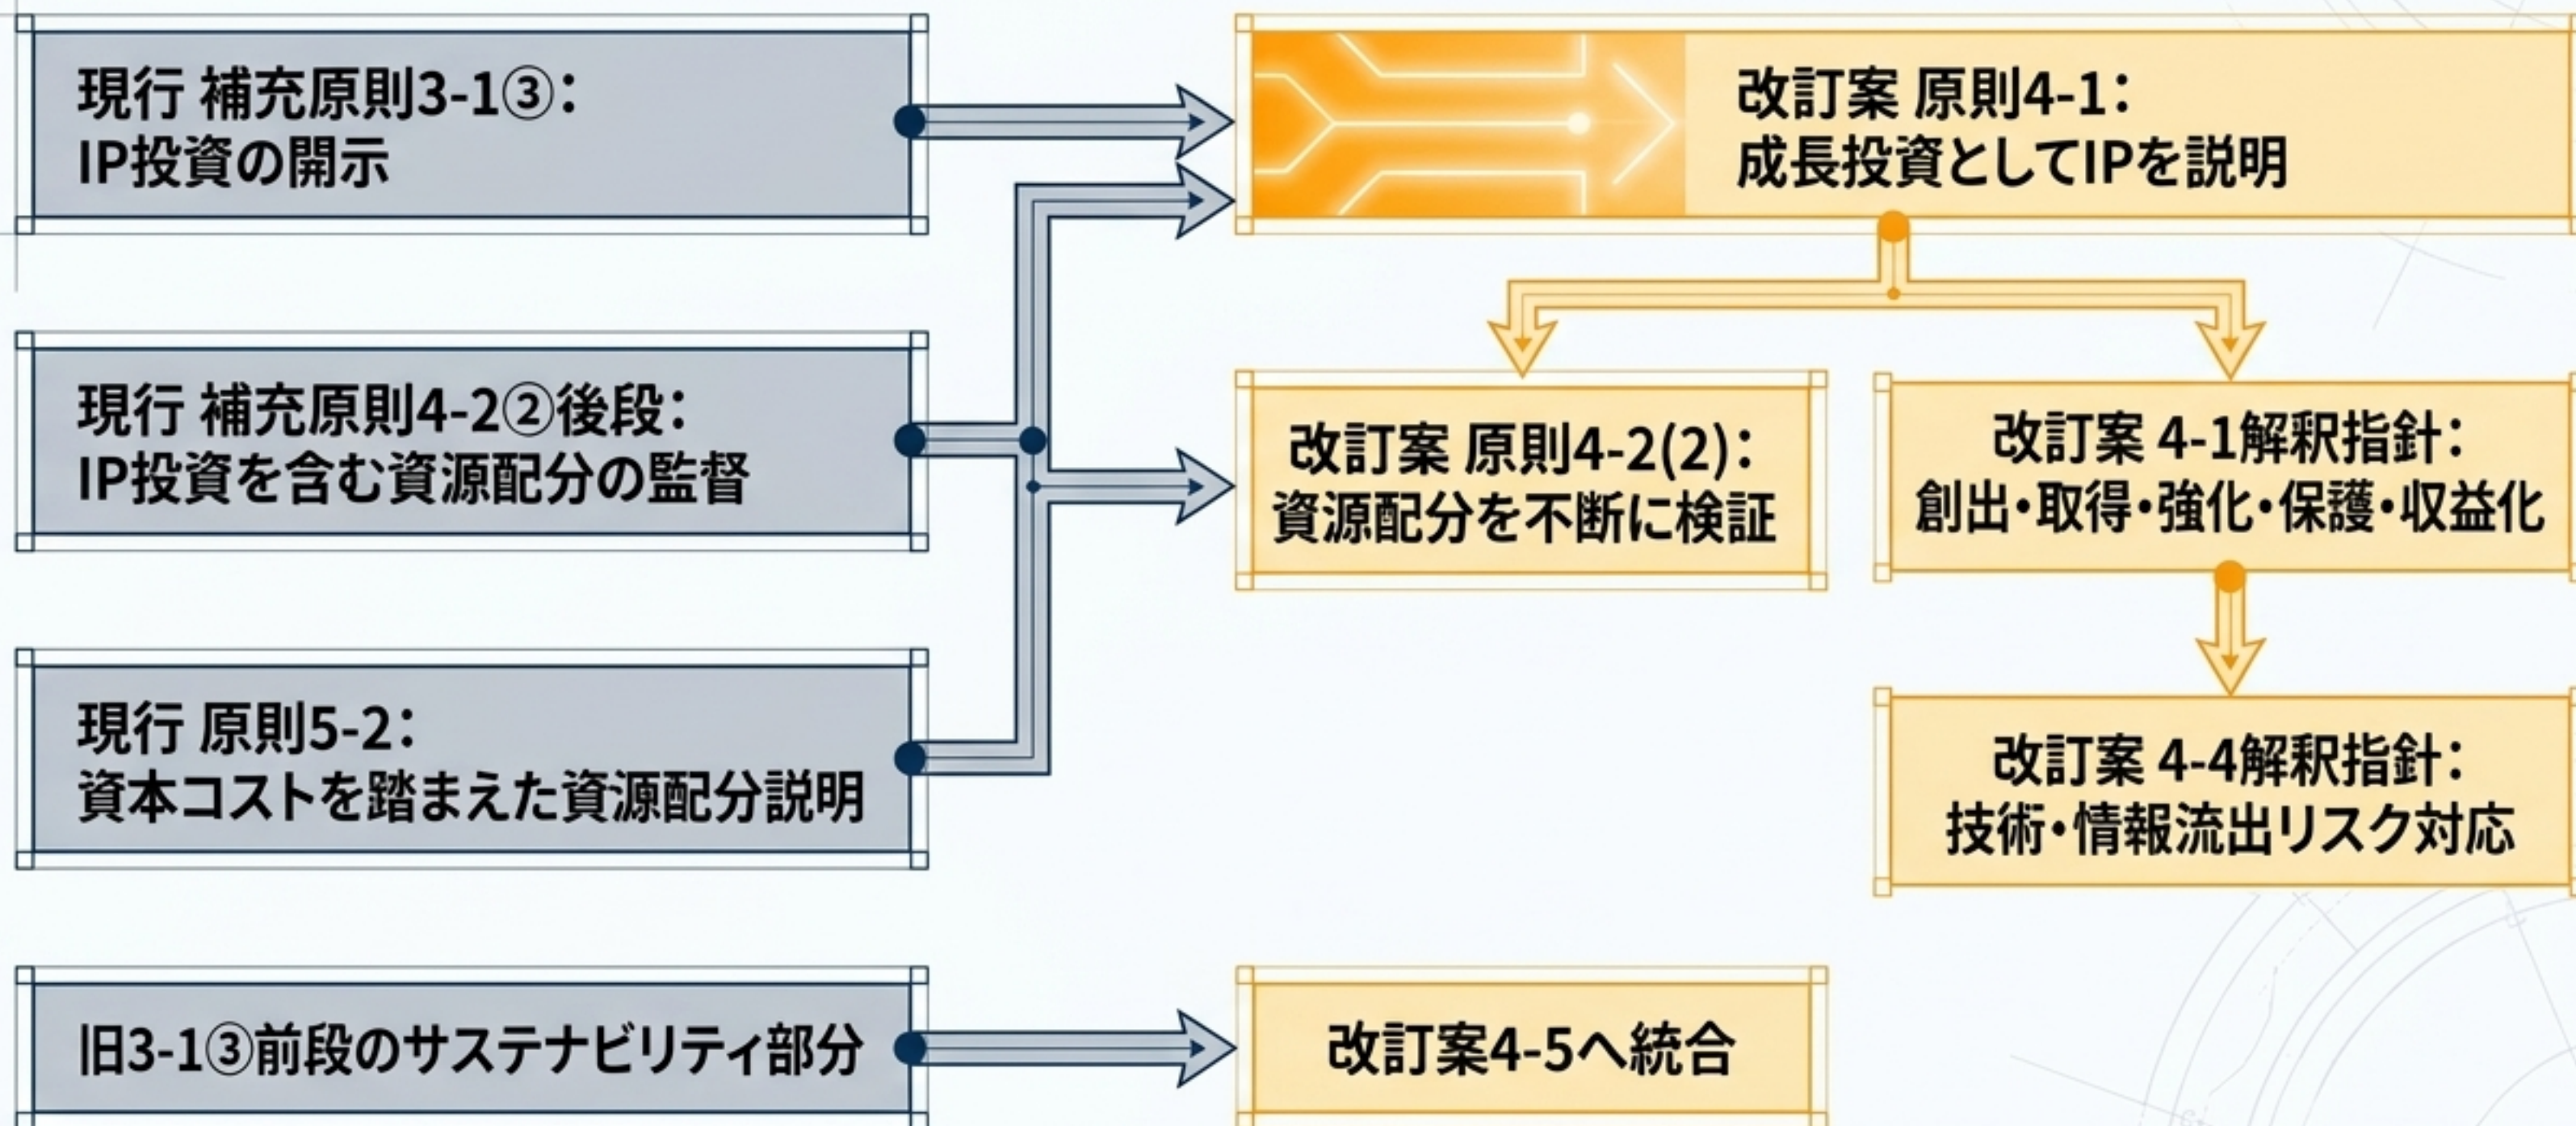 現行 補充原則3-1③：
IP投資の開示
改訂案 原則4-1：
成長投資としてIPを説明
現行 補充原則4-2②後段：
IP投資を含む資源配分の監督
改訂案 原則4-2(2)：
資源配分を不断に検証
改訂案 4-1解釈指針：
創出・取得・強化・保護・収益化
現行 原則5-2：
資本コストを踏まえた資源配分説明
改訂案 4-4解釈指針：
技術・情報流出リスク対応
旧3-1③前段のサステナビリティ部分
改訂案4-5へ統合